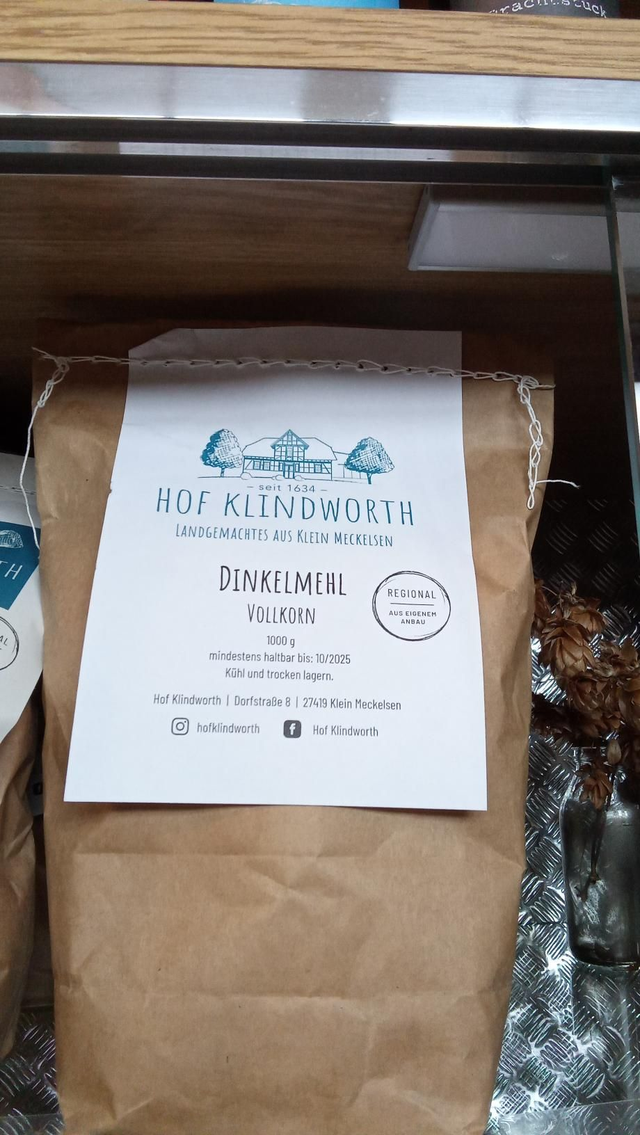 – seit 1634 –
HOF KLINDWORTH
LANDGEMACHTES AUS KLEIN MECKELSEN
DINKELMEHL
VOLLKORN
REGIONAL
AUS EIGENEM
ANBAU
1000 g
mindestens haltbar bis: 10/2025
Kühl und trocken lagern.
Hof Klindworth | Dorfstraße 8 | 27419 Klein Meckelsen
hofklindworth Hof Klindworth